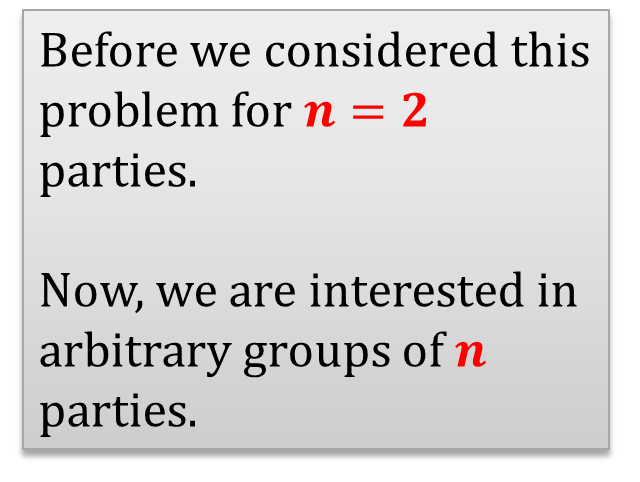 Before we considered this
problem for n = 2
parties.
Now, we are interested in
arbitrary groups of n
parties.